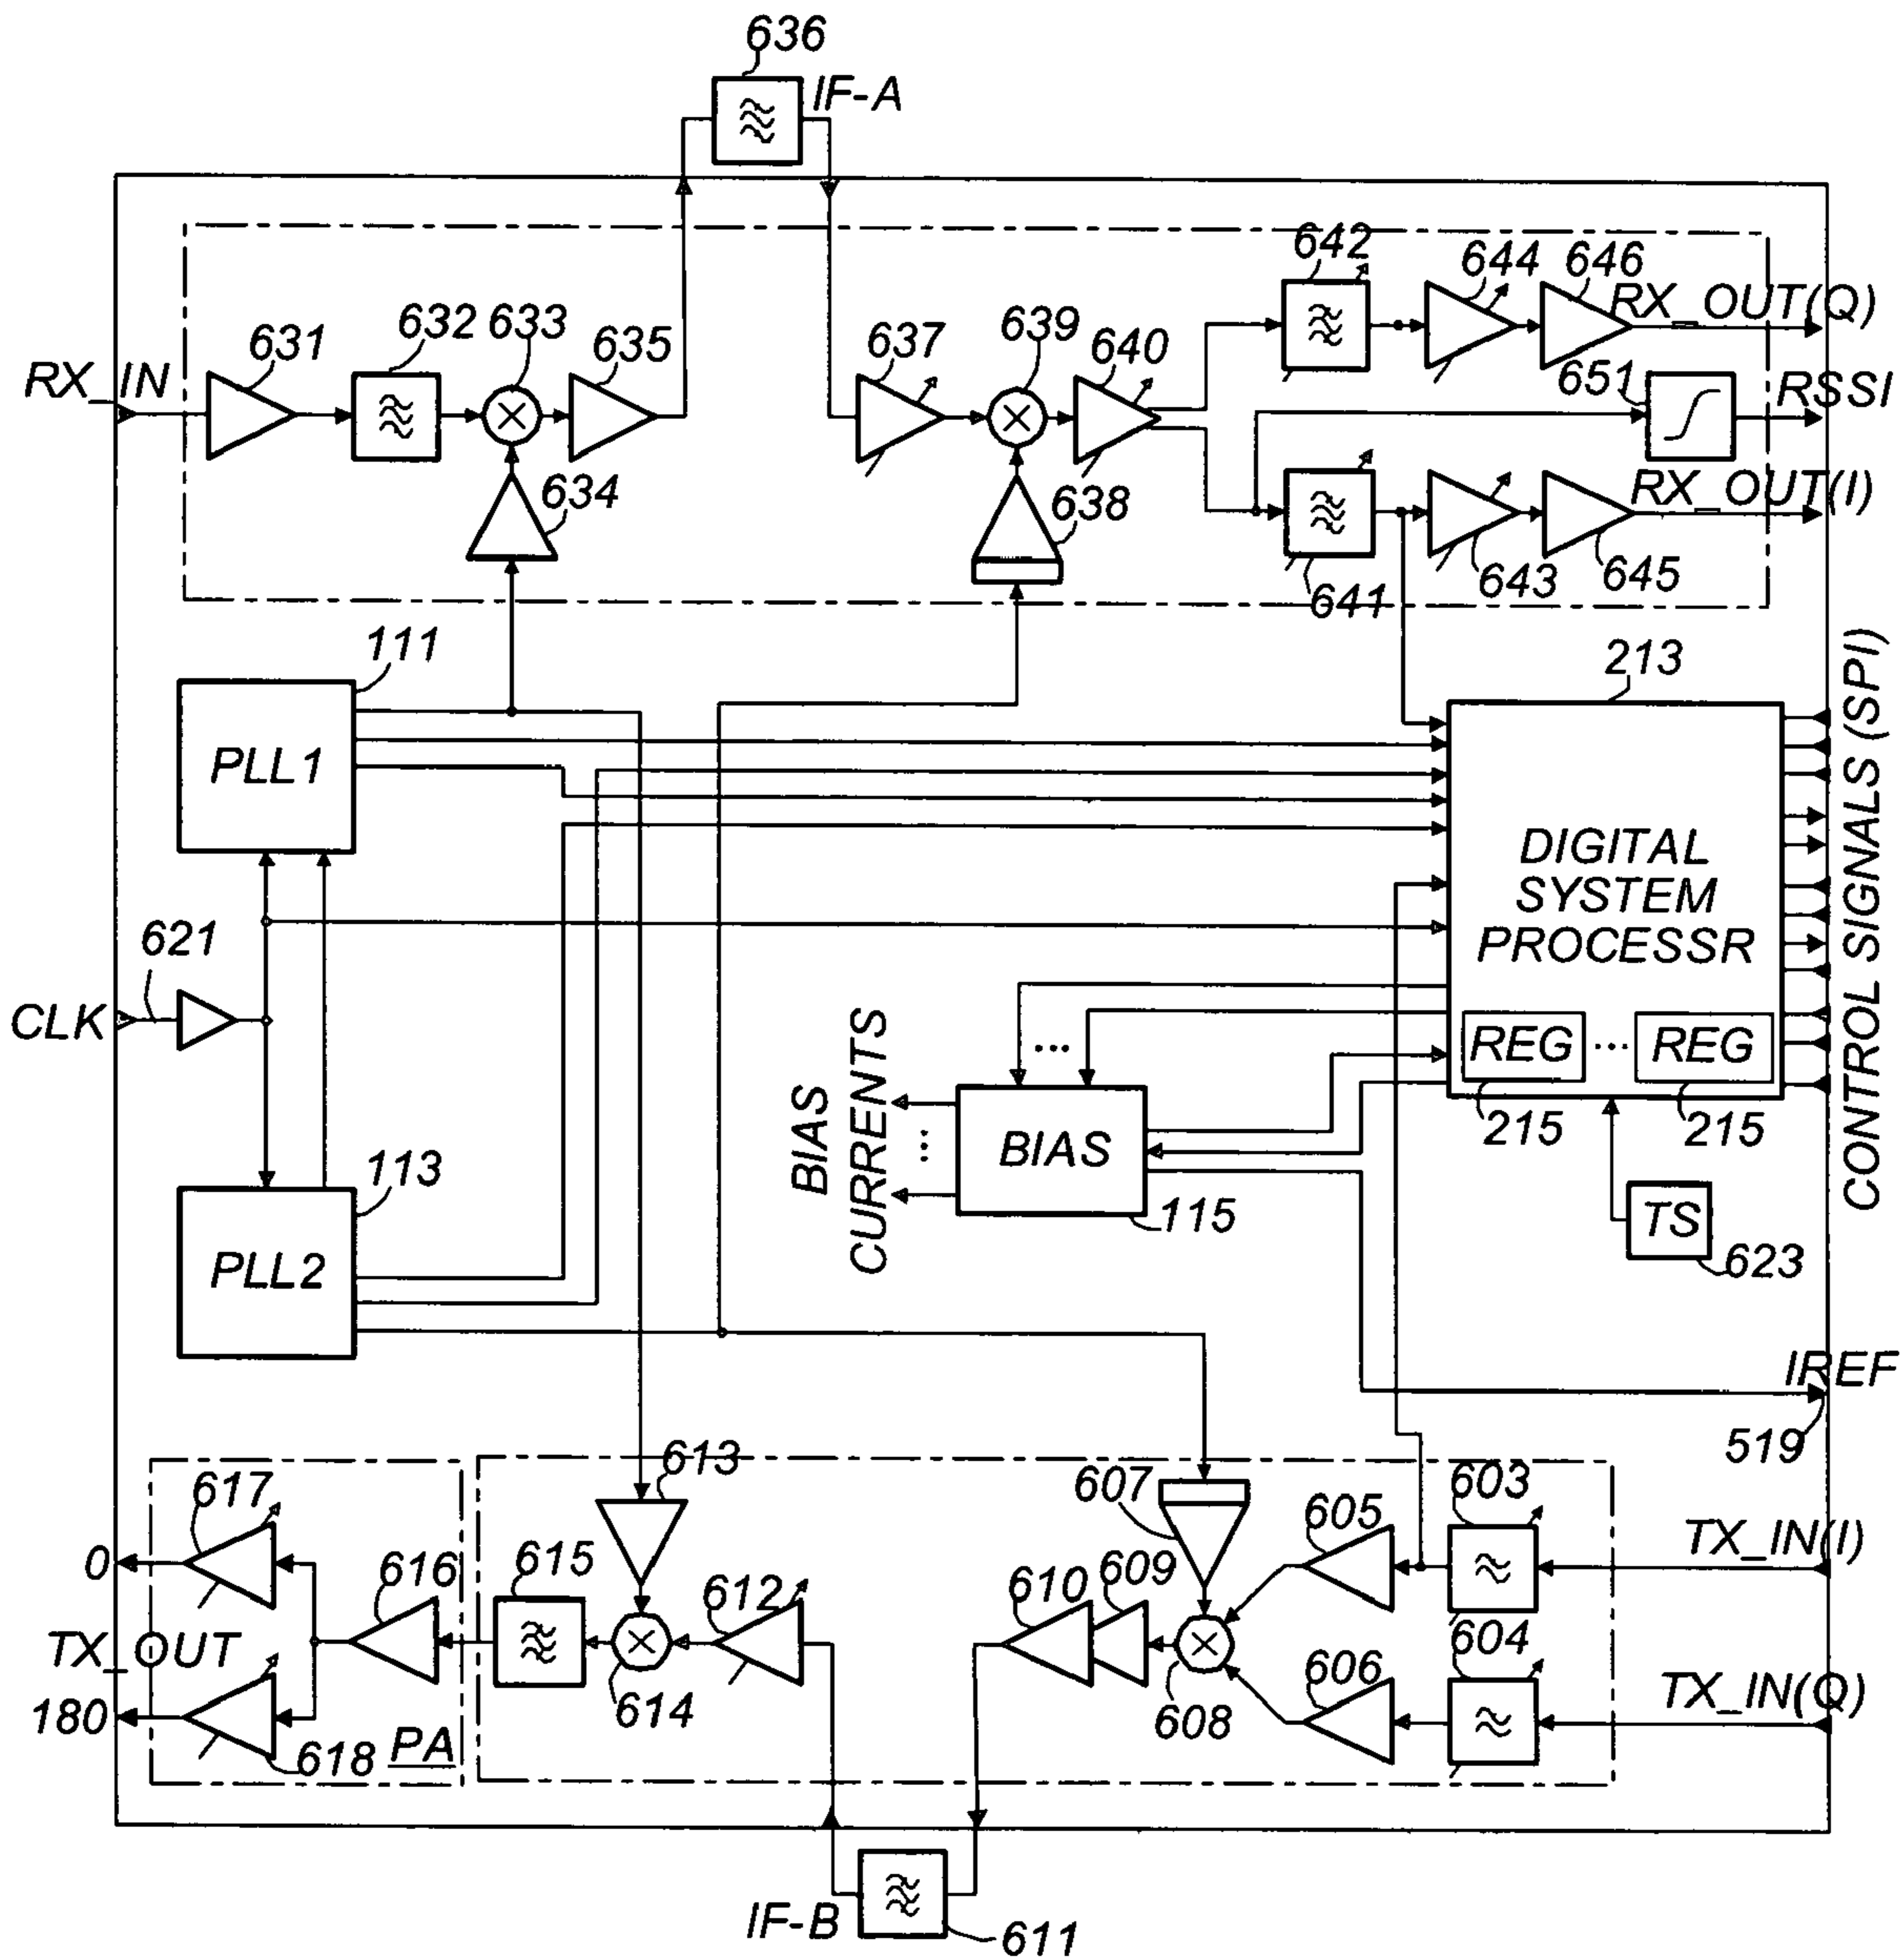 636
IF-A
642
644
646
RX_OUT(Q)
631
632
633
635
637
639
640
651
RX_IN
RSSI
634
638
RX_OUT(I)
641
643
645
111
213
PLL1
CONTROL SIGNALS (SPI)
DIGITAL
SYSTEM
PROCESSR
621
CLK
REG
...
REG
215
215
...
BIAS
CURRENTS
...
BIAS
115
113
TS
623
PLL2
IREF
519
617
613
607
605
603
TX_IN(I)
0
616
615
612
610
609
604
TX_OUT
606
TX_IN(Q)
180
614
608
618
PA
IF-B
611